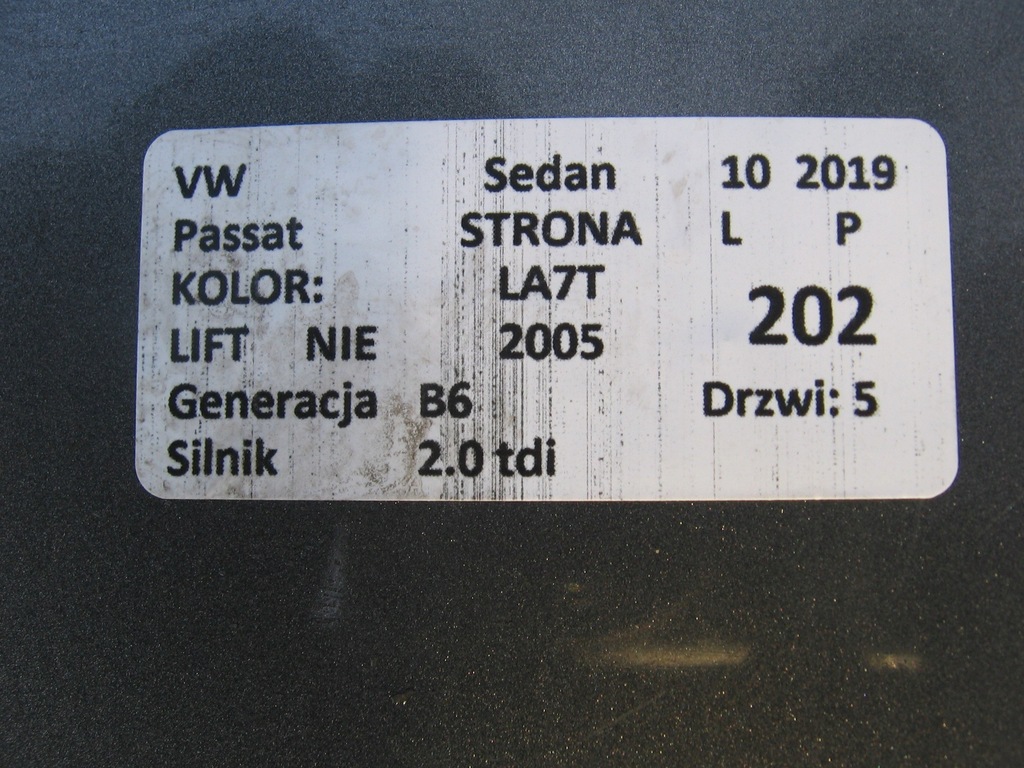 VW Sedan 10 2019
Passat STRONA L P
KOLOR: LA7T
202
LIFT NIE 2005
Generacja B6 Drzwi: 5
Silnik 2.0 tdi